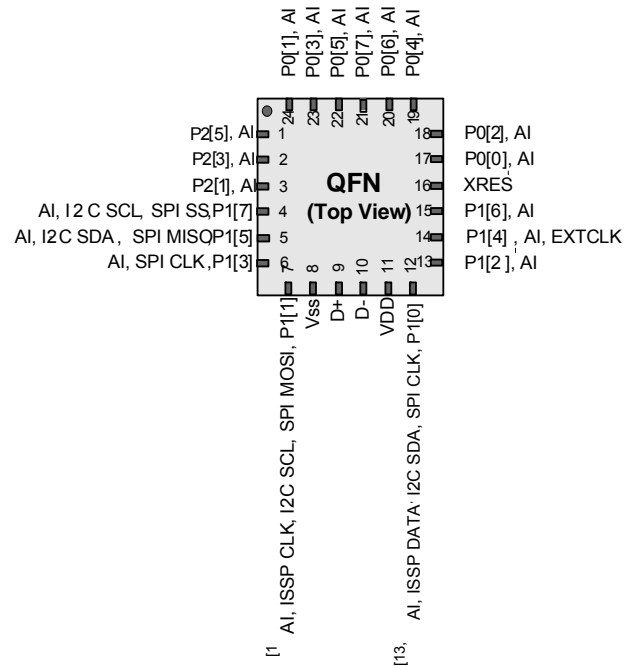 P0[1], AI
P0[3], AI
P0[5], AI
P0[7], AI
P0[6], AI
P0[4], AI
24
23
22
21
20
19
P2[5], AI
1
P2[3], AI
2
P2[1], AI
3
AI, I2 C SCL, SPI SS,P1[7]
4
AI, I2C SDA , SPI MISO,P1[5]
5
AI, SPI CLK,P1[3]
6
QFN
(Top View)
18
P0[2], AI
17
P0[0], AI
16
XRES
15
P1[6], AI
14
P1[4] , AI, EXTCLK
13
P1[2], AI
7
8
9
10
11
12
AI, ISSP CLK, I2C SCL, SPI MOSI, P1[1]
Vss
D+
D-
VDD
AI, ISSP DATA, I2C SDA, SPI CLK, P1[0]
[1
[13,